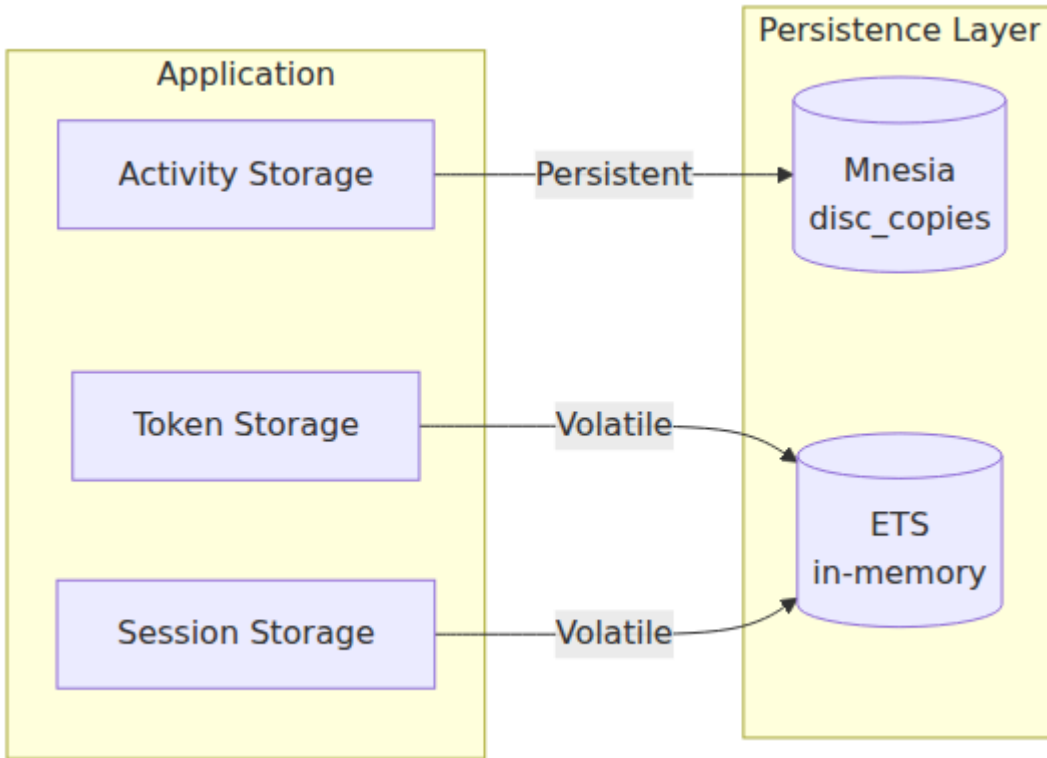 Persistence Layer
Application
Activity Storage
Persistent
Mnesia
disc_copies
Token Storage
Volatile
ETS
in-memory
Session Storage
Volatile